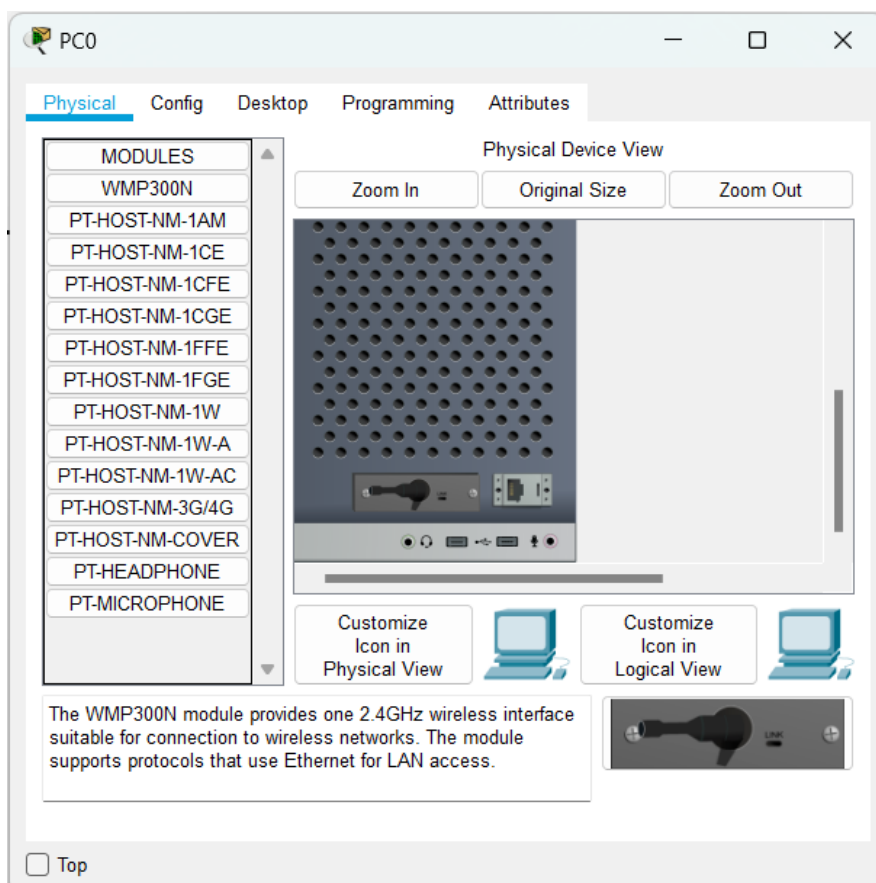 PC0
Physical Config Desktop Programming Attributes
MODULES
WMP300N
PT-HOST-NM-1AM
PT-HOST-NM-1CE
PT-HOST-NM-1CFE
PT-HOST-NM-1CGE
PT-HOST-NM-1FFE
PT-HOST-NM-1FGE
PT-HOST-NM-1W
PT-HOST-NM-1W-A
PT-HOST-NM-1W-AC
PT-HOST-NM-3G/4G
PT-HOST-NM-COVER
PT-HEADPHONE
PT-MICROPHONE
Physical Device View
Zoom In Original Size Zoom Out
Customize
Icon in
Physical View
Customize
Icon in
Logical View
The WMP300N module provides one 2.4GHz wireless interface
suitable for connection to wireless networks. The module
supports protocols that use Ethernet for LAN access.
LINK
Top